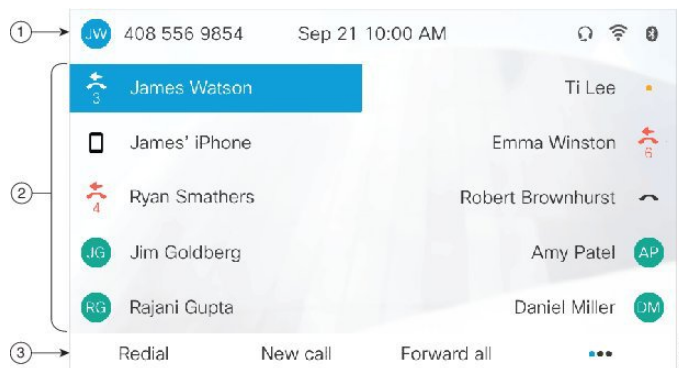 1 JW 408 556 9854 Sep 21 10:00 AM
3 James Watson Ti Lee
James' iPhone Emma Winston 6
2
4 Ryan Smathers Robert Brownhurst
JG Jim Goldberg Amy Patel AP
RG Rajani Gupta Daniel Miller DM
3 Redial New call Forward all